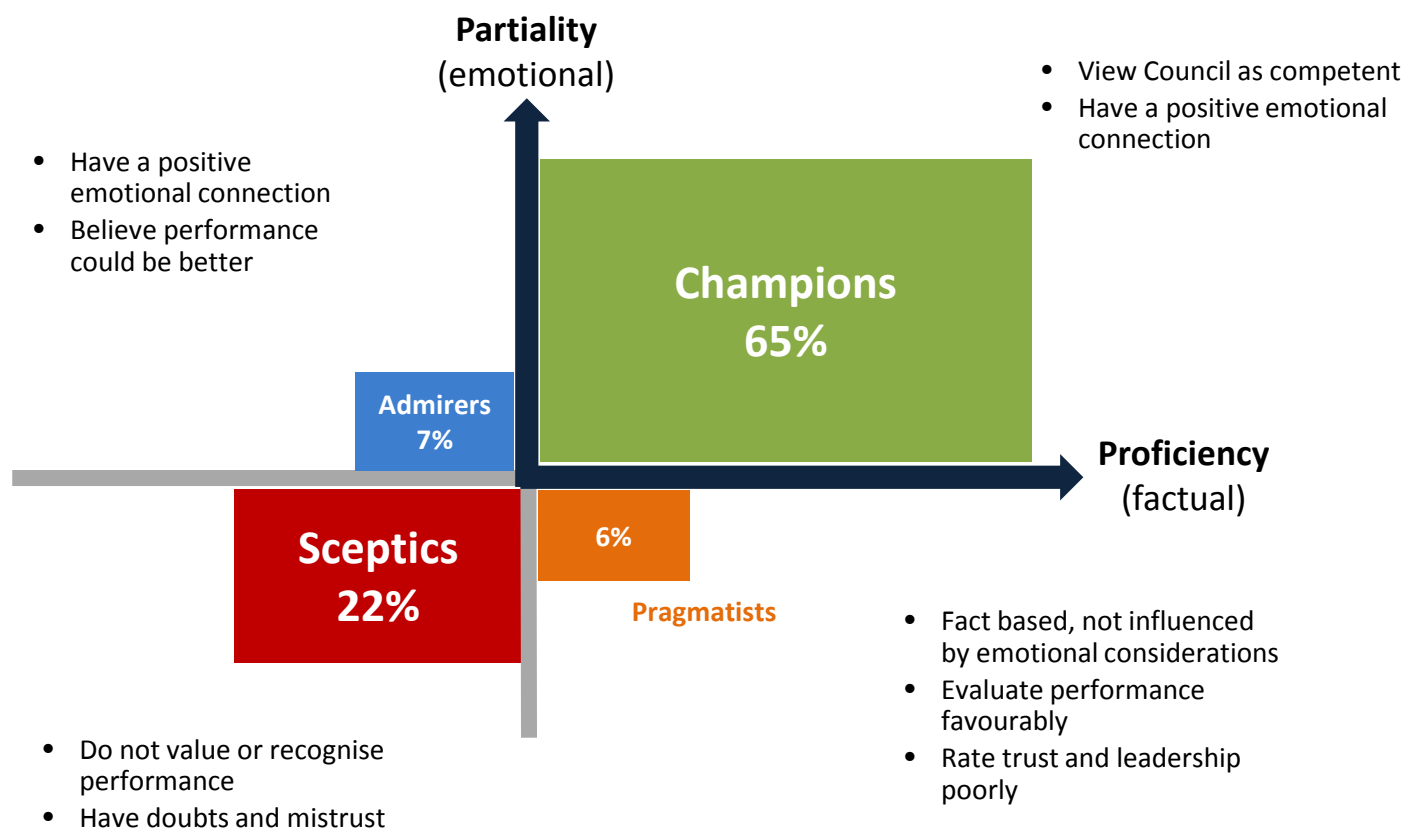 Partiality
(emotional)
• View Council as competent
• Have a positive emotional
connection
• Have a positive
emotional connection
• Believe performance
could be better
Champions
65%
Admirers
7%
Proficiency
(factual)
Sceptics
22%
6%
Pragmatists
• Fact based, not influenced
by emotional considerations
• Evaluate performance
favourably
• Rate trust and leadership
poorly
• Do not value or recognise
performance
• Have doubts and mistrust